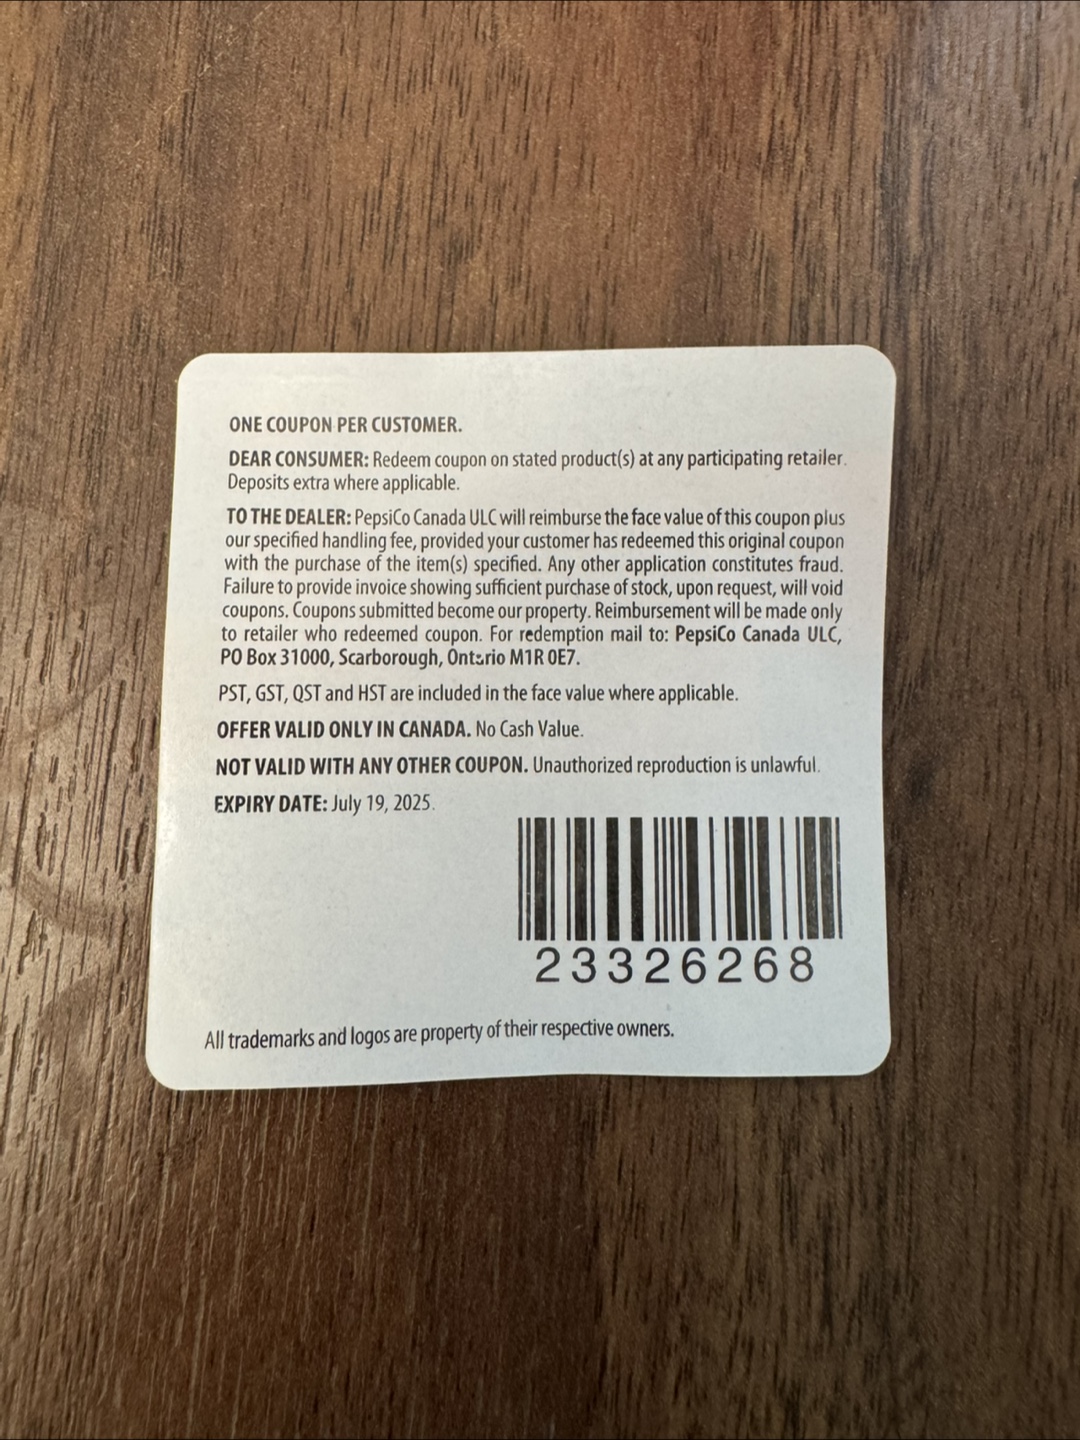 ONE COUPON PER CUSTOMER.
DEAR CONSUMER: Redeem coupon on stated product(s) at any participating retailer.
Deposits extra where applicable.
TO THE DEALER: PepsiCo Canada ULC will reimburse the face value of this coupon plus
our specified handling fee, provided your customer has redeemed this original coupon
with the purchase of the item(s) specified. Any other application constitutes fraud.
Failure to provide invoice showing sufficient purchase of stock, upon request, will void
coupons. Coupons submitted become our property. Reimbursement will be made only
to retailer who redeemed coupon. For redemption mail to: PepsiCo Canada ULC,
PO Box 31000, Scarborough, Ontario M1R 0E7.
PST, GST, QST and HST are included in the face value where applicable.
OFFER VALID ONLY IN CANADA. No Cash Value.
NOT VALID WITH ANY OTHER COUPON. Unauthorized reproduction is unlawful.
EXPIRY DATE: July 19, 2025.
23326268
All trademarks and logos are property of their respective owners.